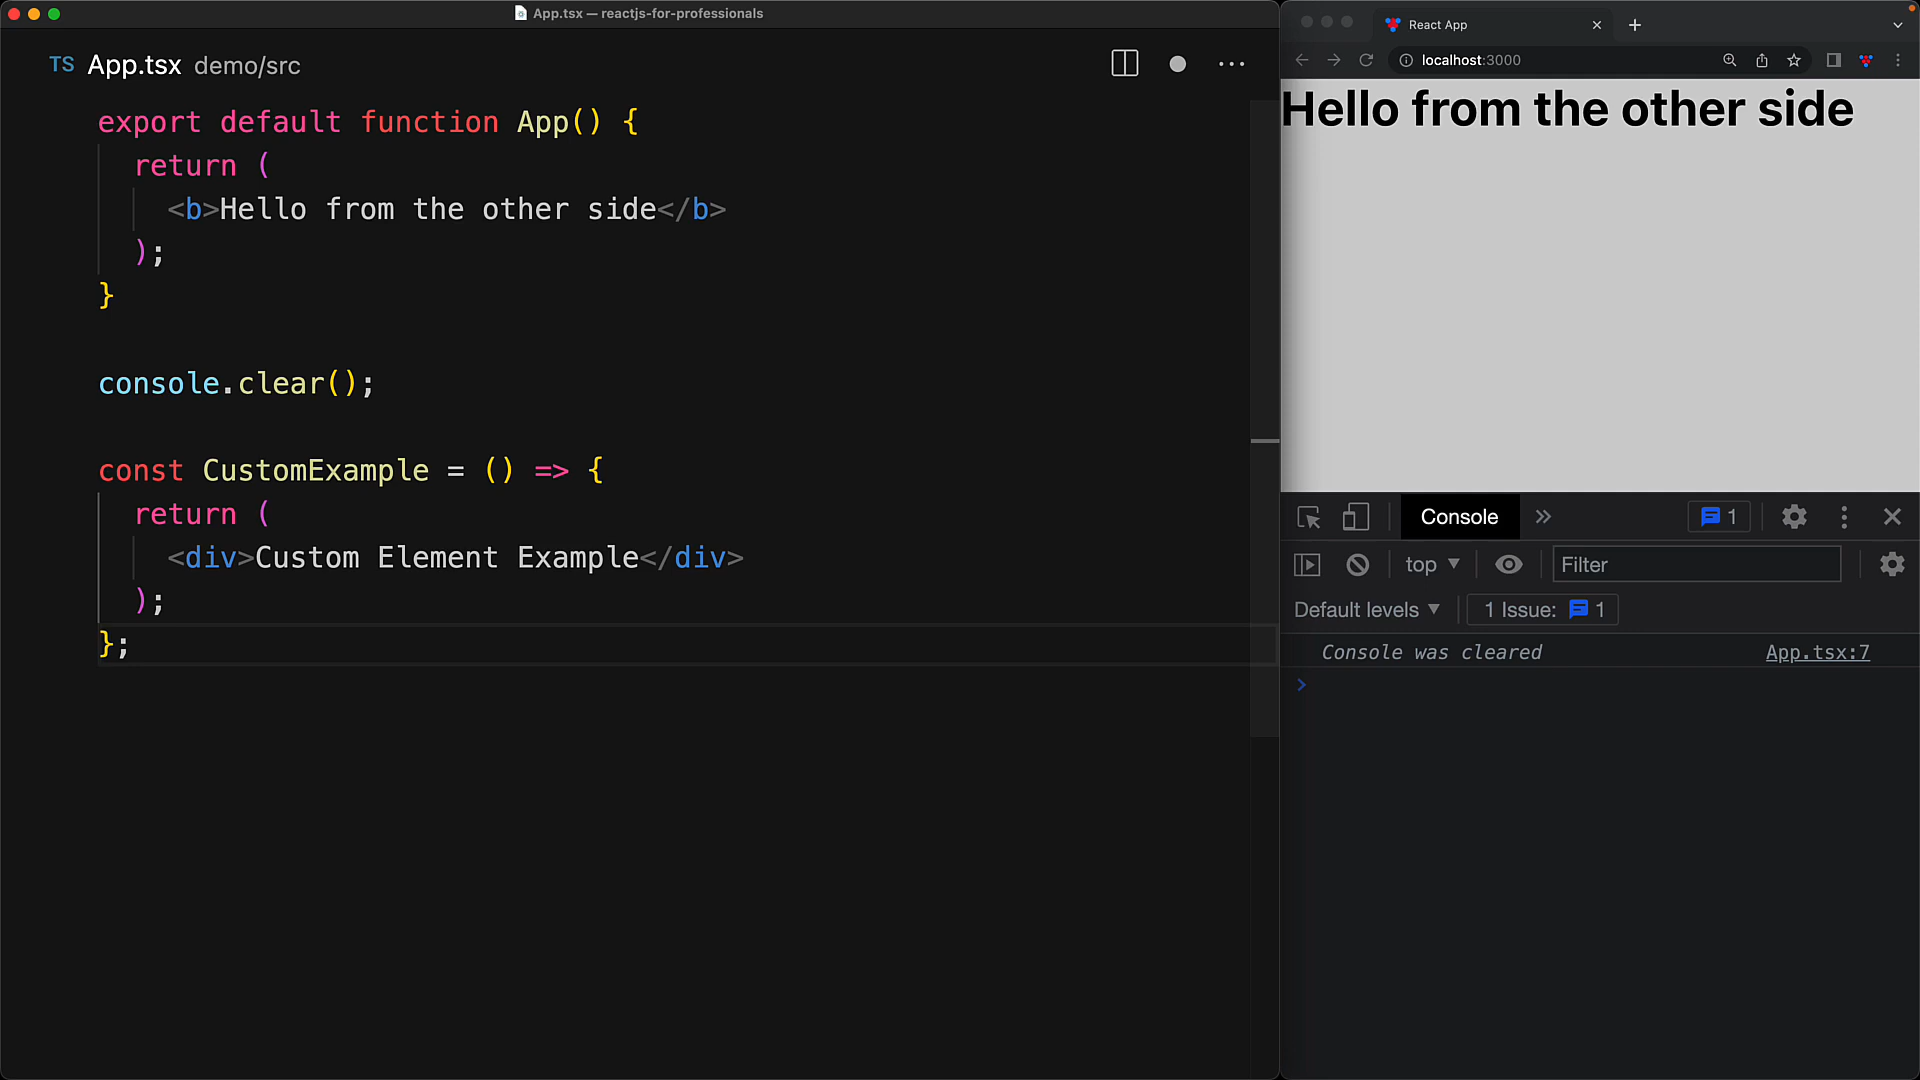 App.tsx — reactjs-for-professionals
TS App.tsx demo/src
export default function App() {
return (
<b>Hello from the other side</b>
);
}
console.clear();
const CustomExample = () => {
return (
<div>Custom Element Example</div>
);
};
React App
localhost:3000
Hello from the other side
Console
1
top
Filter
Default levels
1 Issue: 1
Console was cleared
App.tsx:7